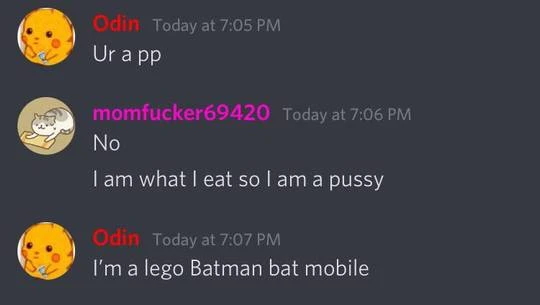 Odin Today at 7:05 PM
Ur a pp
momfucker69420 Today at 7:06 PM
No
I am what I eat so I am a pussy
Odin Today at 7:07 PM
I'm a lego Batman bat mobile